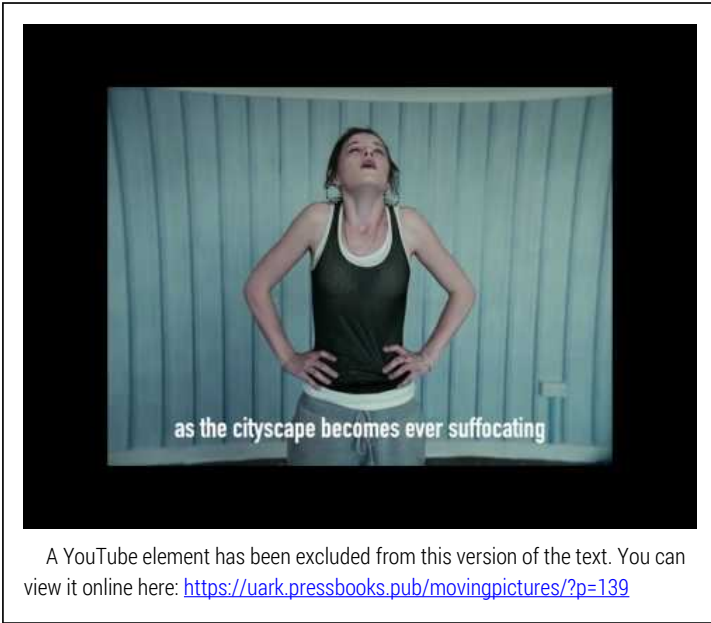 as the cityscape becomes ever suffocating
A YouTube element has been excluded from this version of the text. You can
view it online here: https://uark.pressbooks.pub/movingpictures/?p=139